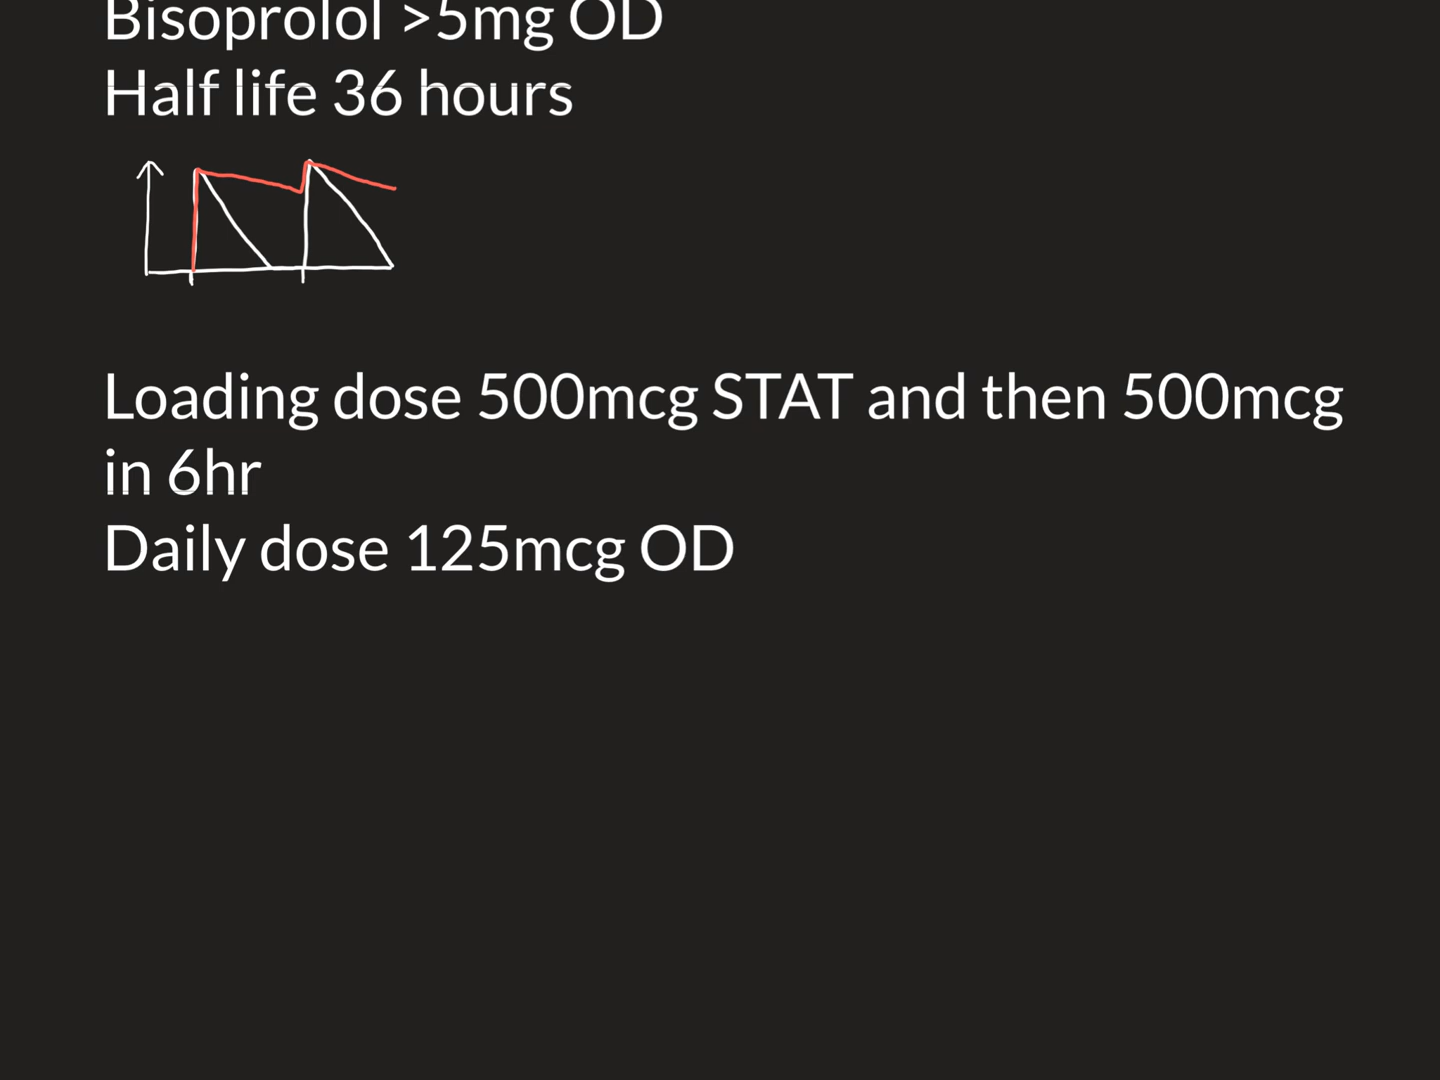 Bisoprolol >5mg OD
Half life 36 hours
Loading dose 500mcg STAT and then 500mcg
in 6hr
Daily dose 125mcg OD